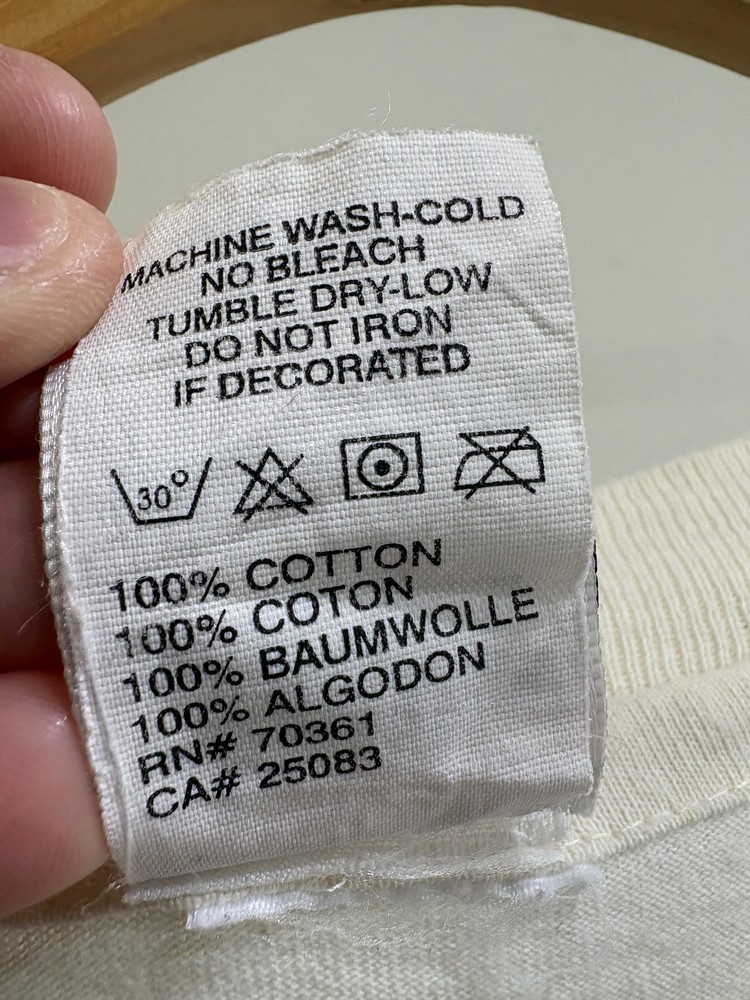 MACHINE WASH-COLD
NO BLEACH
TUMBLE DRY-LOW
DO NOT IRON
IF DECORATED
30°
100% COTTON
100% COTON
100% BAUMWOLLE
100% ALGODON
RN# 70361
CA# 25083